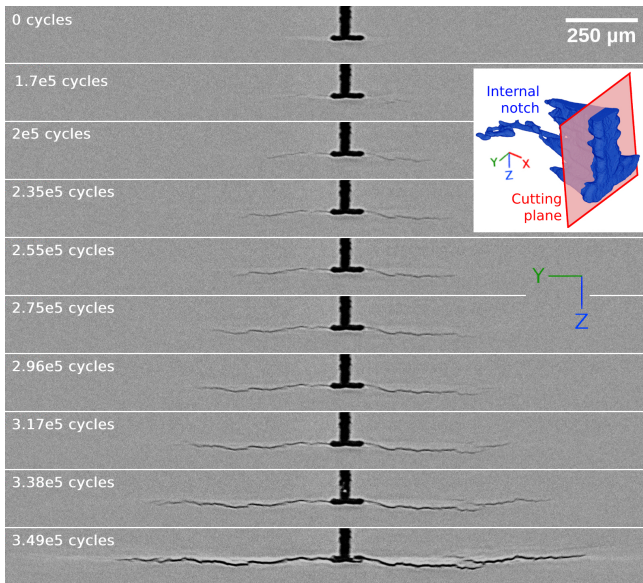 0 cycles
250 µm
1.7e5 cycles
Internal
notch
2e5 cycles
Y
X
Z
Cutting
plane
2.35e5 cycles
2.55e5 cycles
Y
Z
2.75e5 cycles
2.96e5 cycles
3.17e5 cycles
3.38e5 cycles
3.49e5 cycles